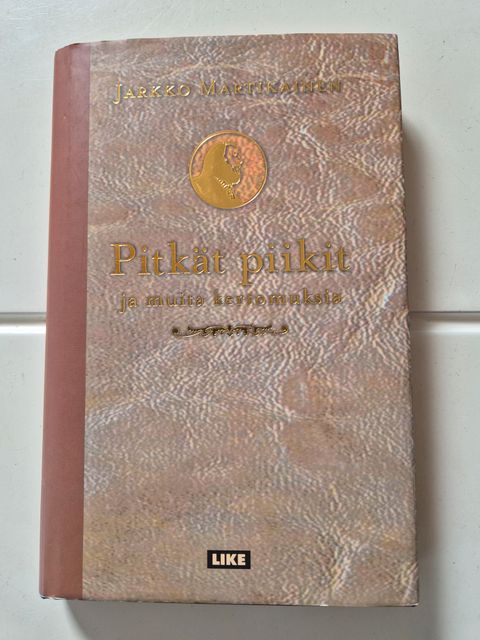 JARKKO MARTIKAINEN
Pitkät piikit
ja muita kertomuksia
LIKE